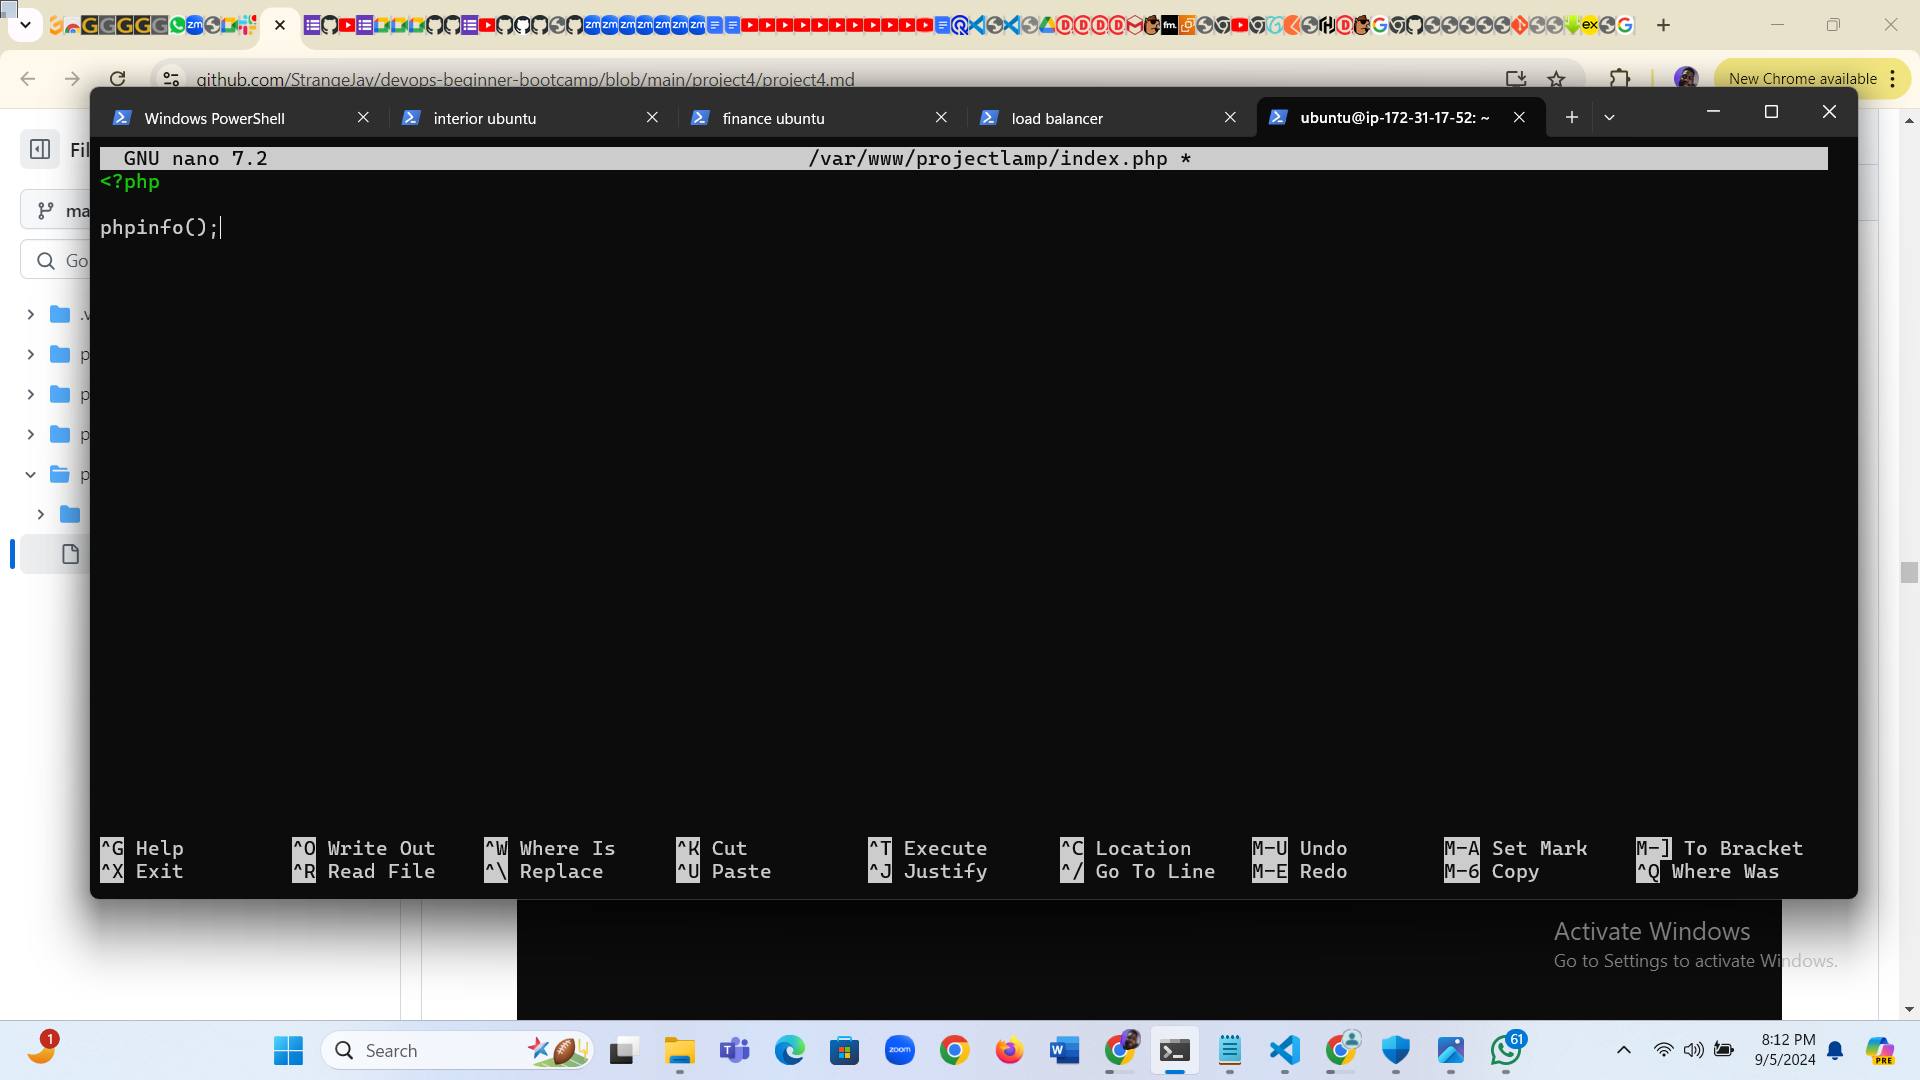 github.com/StrangeJay/devops-beginner-bootcamp/blob/main/project4/project4.md
New Chrome available
Windows PowerShell
interior ubuntu
finance ubuntu
load balancer
ubuntu@ip-172-31-17-52: ~
Fil
GNU nano 7.2
/var/www/projectlamp/index.php *
<?php
ma
phpinfo();
Go
.v
p
p
p
p
^G Help
^O Write Out
^W Where Is
^K Cut
^T Execute
^C Location
M-U Undo
M-A Set Mark
M-] To Bracket
^X Exit
^R Read File
^\ Replace
^U Paste
^J Justify
^/ Go To Line
M-E Redo
M-6 Copy
^Q Where Was
Activate Windows
Go to Settings to activate Windows.
1
Search
zoom
61
8:12 PM
9/5/2024
PRE